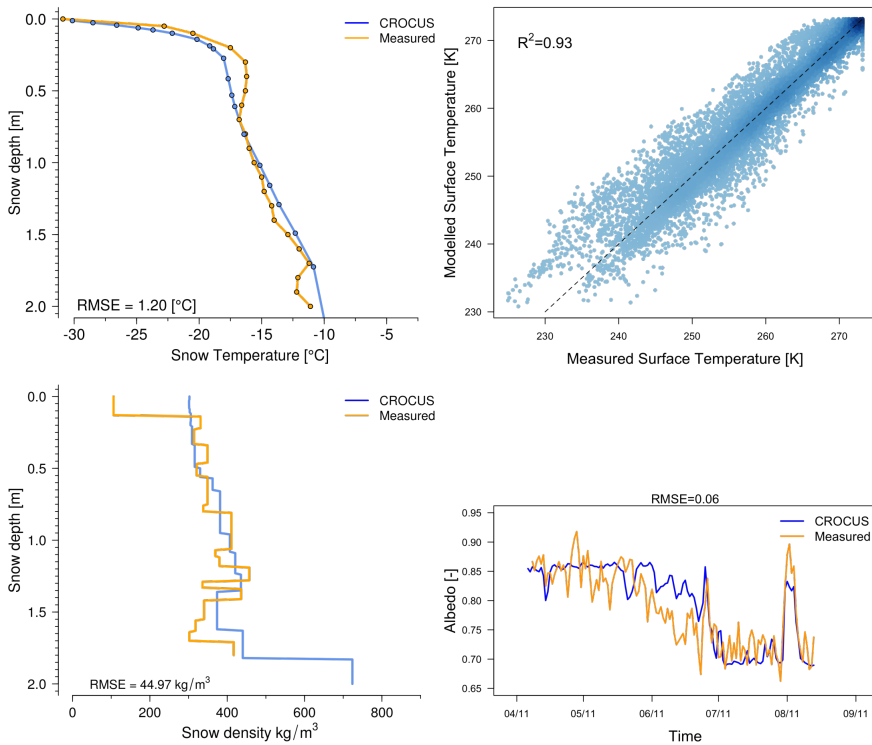 CROCUS
Measured
0.0
0.5
1.0
1.5
2.0
Snow depth [m]
RMSE = 1.20 [°C]
-30
-25
-20
-15
-10
-5
Snow Temperature [°C]
R²=0.93
270
260
250
240
230
Modelled Surface Temperature [K]
230
240
250
260
270
Measured Surface Temperature [K]
CROCUS
Measured
0.0
0.5
1.0
1.5
2.0
Snow depth [m]
RMSE = 44.97 kg/m³
0
200
400
600
800
Snow density kg/m³
RMSE=0.06
CROCUS
Measured
0.95
0.90
0.85
0.80
0.75
0.70
0.65
Albedo [-]
04/11
05/11
06/11
07/11
08/11
09/11
Time